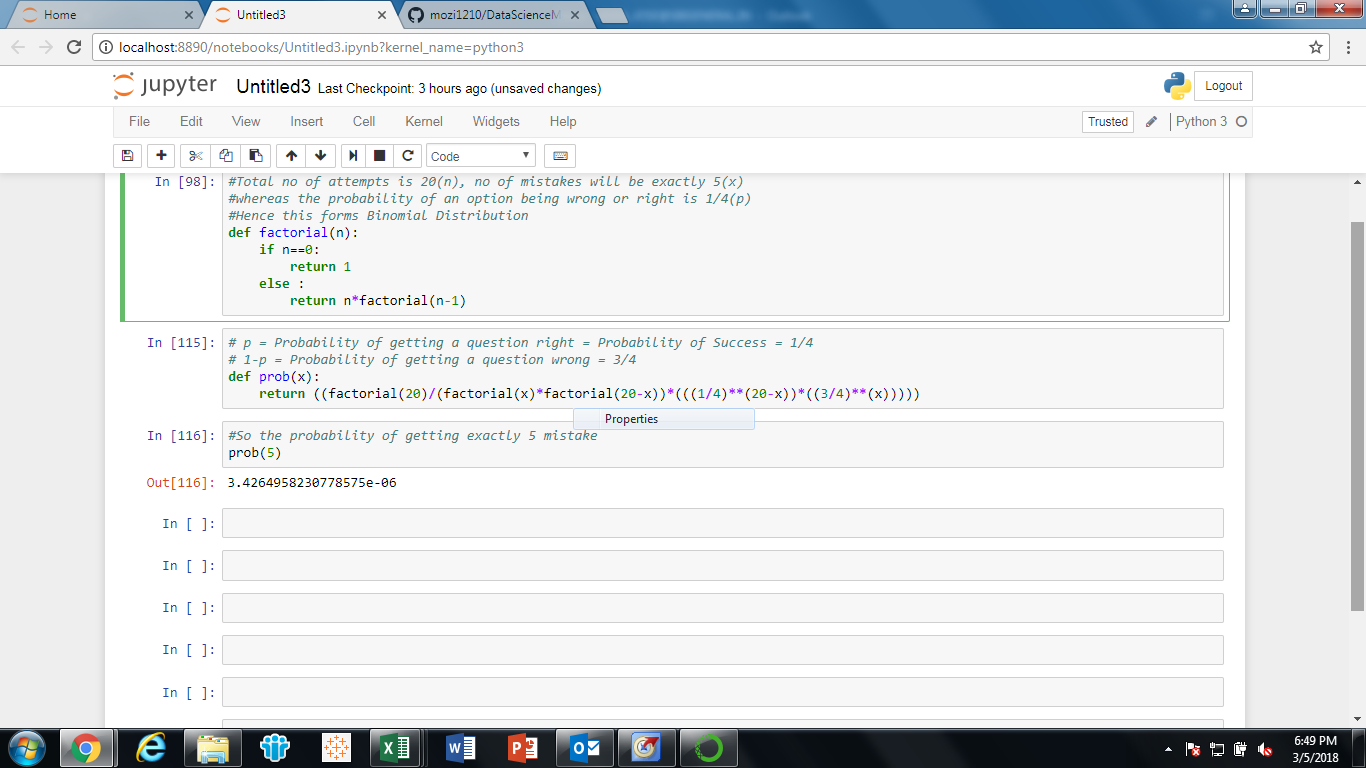 Home
Untitled3
mozi1210/DataScienceM
localhost:8890/notebooks/Untitled3.ipynb?kernel_name=python3
jupyter Untitled3 Last Checkpoint: 3 hours ago (unsaved changes)
Logout
File Edit View Insert Cell Kernel Widgets Help
Trusted
Python 3
Code
In [98]: #Total no of attempts is 20(n), no of mistakes will be exactly 5(x)
#whereas the probability of an option being wrong or right is 1/4(p)
#Hence this forms Binomial Distribution
def factorial(n):
    if n==0:
        return 1
    else :
        return n*factorial(n-1)
In [115]: # p = Probability of getting a question right = Probability of Success = 1/4
# 1-p = Probability of getting a question wrong = 3/4
def prob(x):
    return ((factorial(20)/(factorial(x)*factorial(20-x))*(((1/4)**(20-x))*((3/4)**(x)))))
Properties
In [116]: #So the probability of getting exactly 5 mistake
prob(5)
Out[116]: 3.4264958230778575e-06
In [ ]:
In [ ]:
In [ ]:
In [ ]:
In [ ]:
6:49 PM
3/5/2018